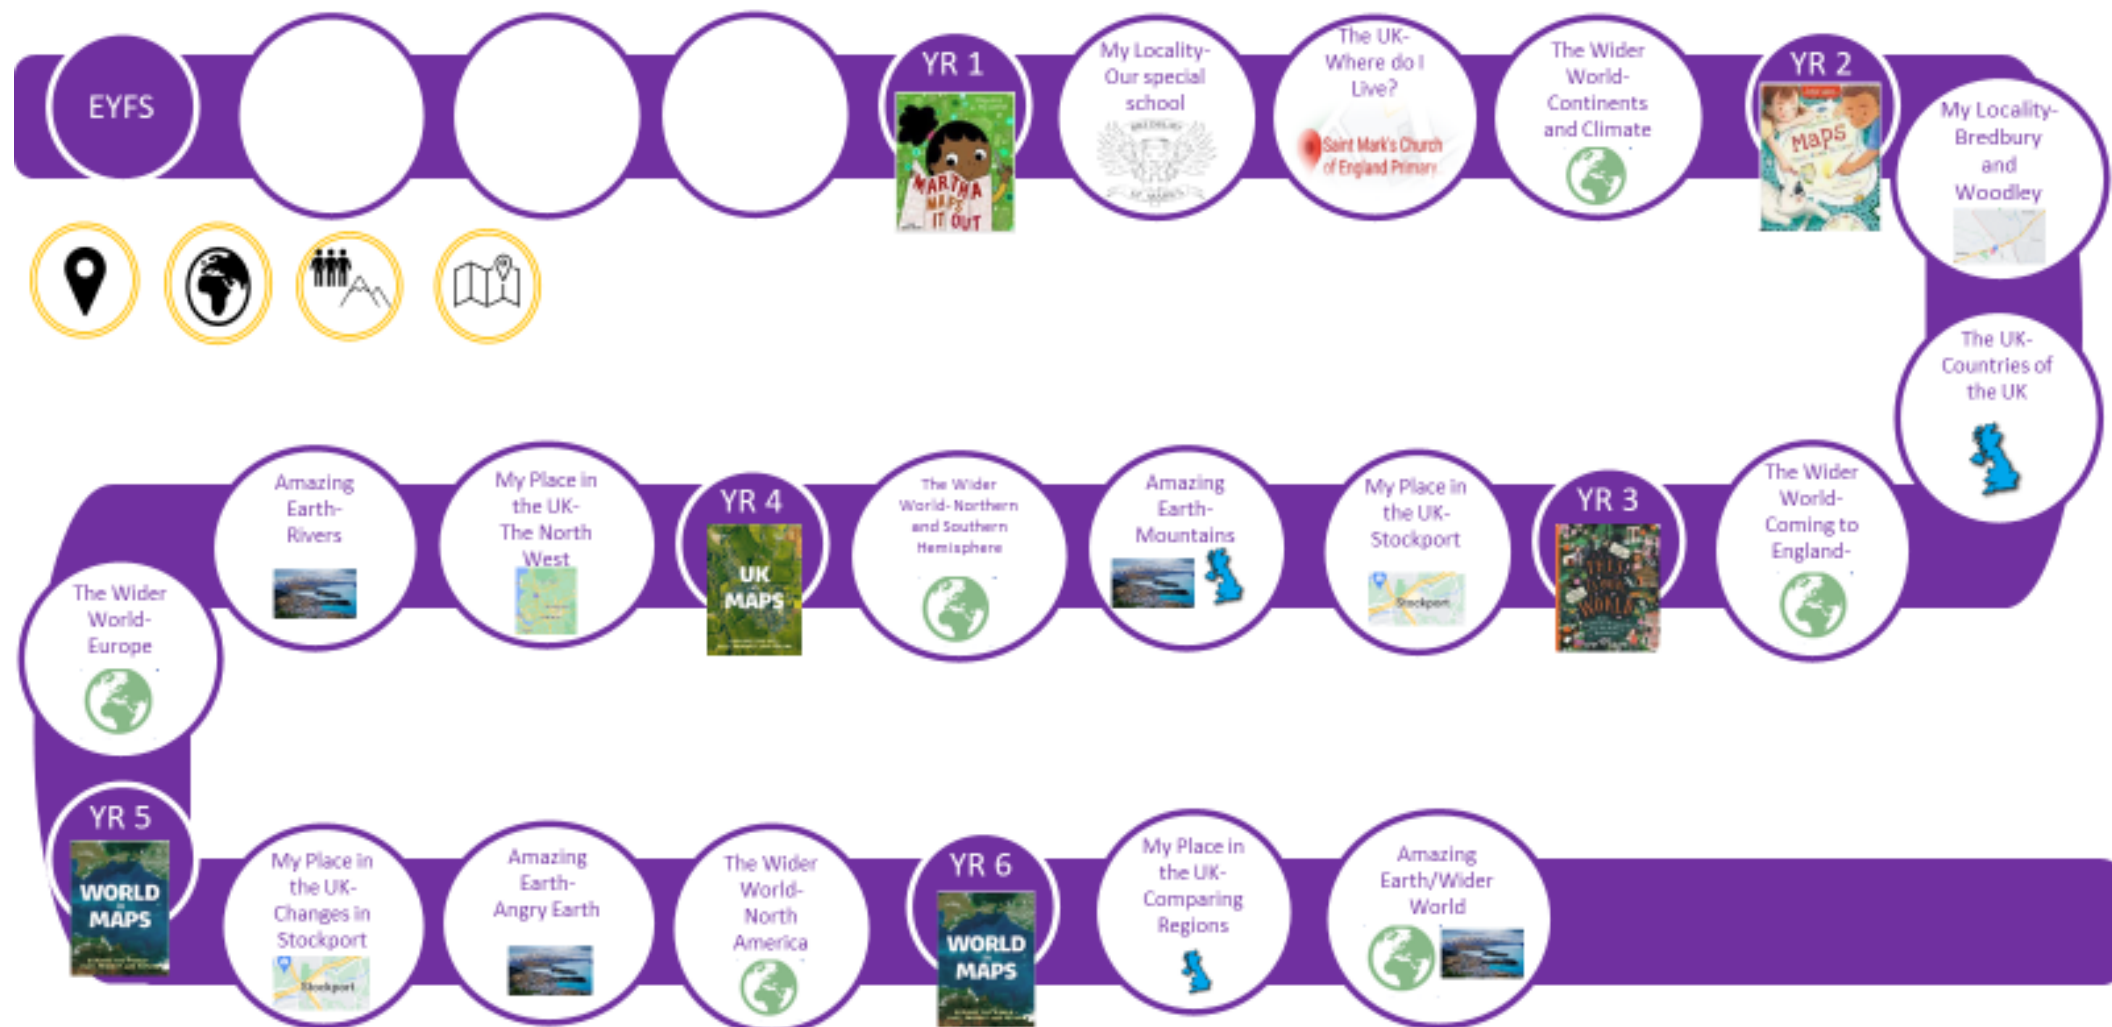 EYFS
YR 1
MARTHA
MAPS
IT OUT
My Locality-
Our special
school
ST MARK'S
The UK-
Where do I
Live?
Saint Mark's Church
of England Primary
The Wider
World-
Continents
and Climate
YR 2
Maps
My Locality-
Bredbury
and
Woodley
The UK-
Countries of
the UK
The Wider
World-
Coming to
England-
YR 3
WORLD
My Place in
the UK-
Stockport
Stockport
Amazing
Earth-
Mountains
The Wider
World- Northern
and Southern
Hemisphere
YR 4
UK
MAPS
My Place in
the UK-
The North
West
Amazing
Earth-
Rivers
The Wider
World-
Europe
YR 5
WORLD
MAPS
My Place in
the UK-
Changes in
Stockport
Stockport
Amazing
Earth-
Angry Earth
The Wider
World-
North
America
YR 6
WORLD
MAPS
My Place in
the UK-
Comparing
Regions
Amazing
Earth/Wider
World